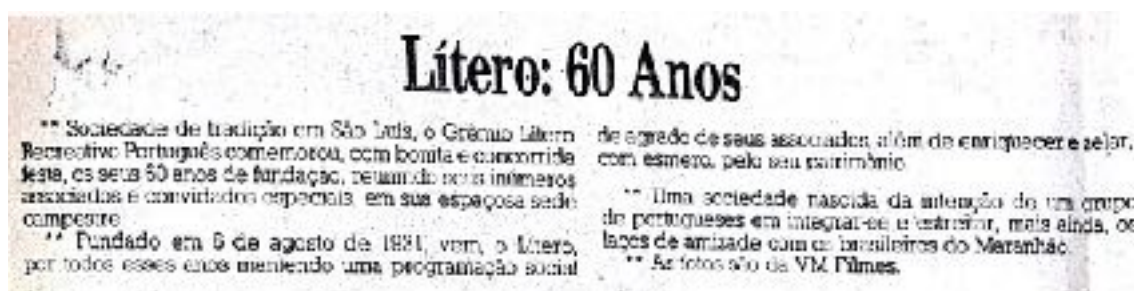 Lítero: 60 Anos
** Sociedade de tradição em São Luís, o Grêmio Lítero
Recreativo Português comemorou, com bonita e concorrida
festa, os seus 60 anos de fundação, reunindo seus inúmeros
associados e convidados especiais, em sua espaçosa sede
campestre.
** Fundado em 6 de agosto de 1931, vem, o Lítero,
por todos esses anos mantendo uma programação social
de agrado de seus associados, além de enriquecer e zelar,
com esmero, pelo seu patrimônio.
** Uma sociedade nascida da intenção de um grupo
de portugueses em integrar-se e estreitar, mais ainda, os
laços de amizade com os brasileiros do Maranhão.
** As fotos são da VM Filmes.